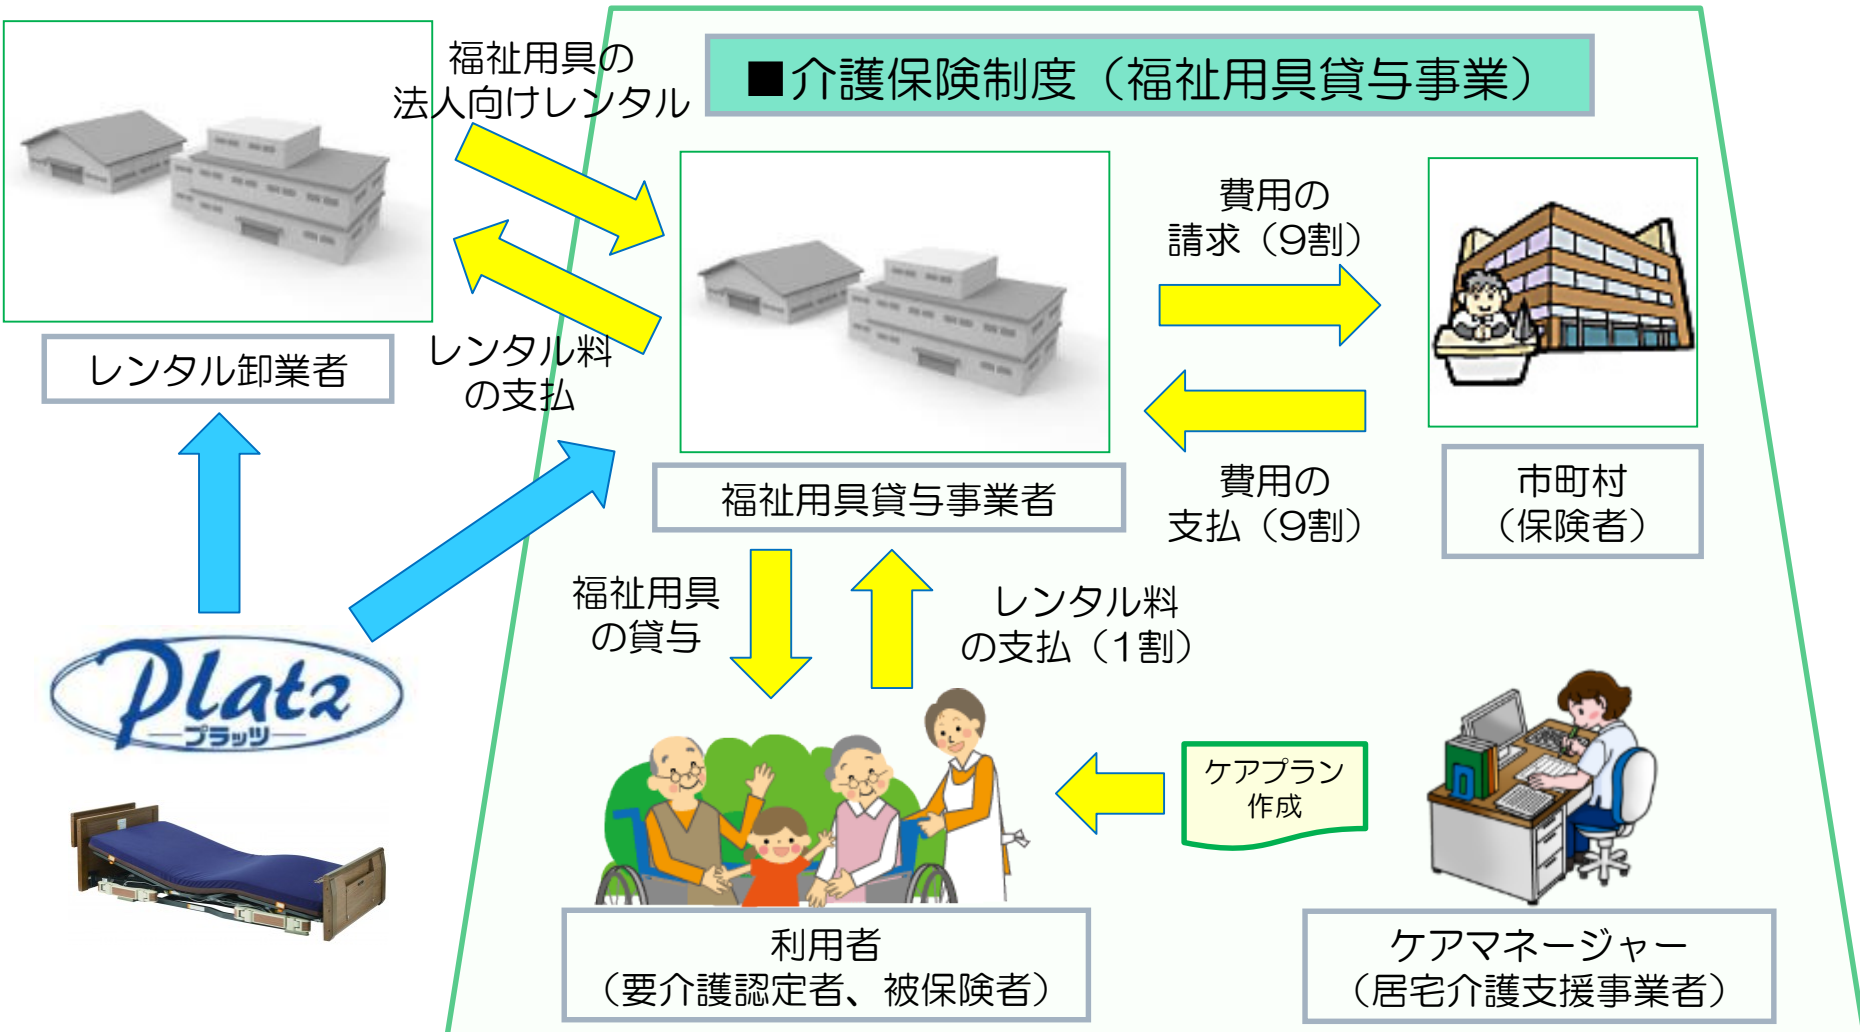 福祉用具の
法人向けレンタル
■介護保険制度（福祉用具貸与事業）
費用の
請求（9割）
レンタル卸業者
レンタル料
の支払
福祉用具貸与事業者
費用の
支払（9割）
市町村
（保険者）
福祉用具
の貸与
レンタル料
の支払（1割）
Platz
プラッツ
ケアプラン
作成
利用者
（要介護認定者、被保険者）
ケアマネージャー
（居宅介護支援事業者）